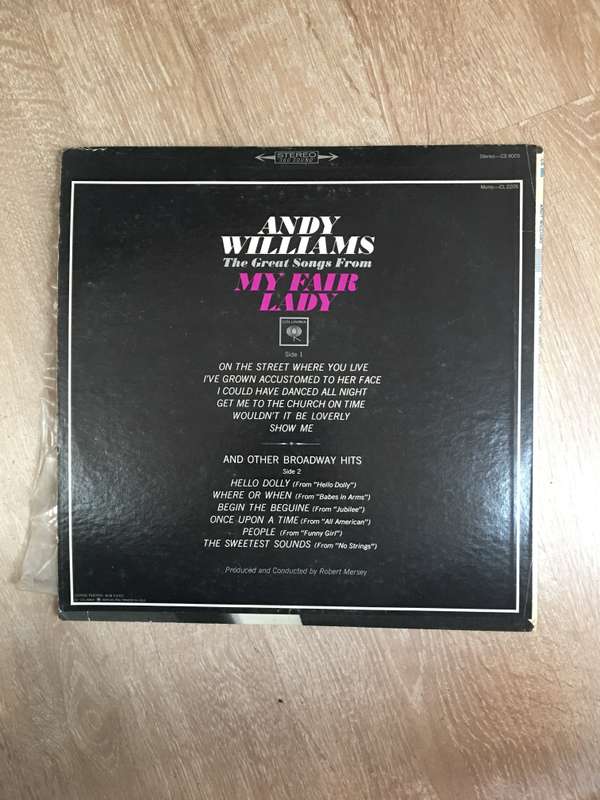 STEREO
360 SOUND
Stereo—CS 9005
Mono—CL 2205
ANDY
WILLIAMS
The Great Songs From
MY FAIR
LADY
COLUMBIA
Side 1
ON THE STREET WHERE YOU LIVE
I'VE GROWN ACCUSTOMED TO HER FACE
I COULD HAVE DANCED ALL NIGHT
GET ME TO THE CHURCH ON TIME
WOULDN'T IT BE LOVERLY
SHOW ME
AND OTHER BROADWAY HITS
Side 2
HELLO DOLLY (From "Hello Dolly")
WHERE OR WHEN (From "Babes in Arms")
BEGIN THE BEGUINE (From "Jubilee")
ONCE UPON A TIME (From "All American")
PEOPLE (From "Funny Girl")
THE SWEETEST SOUNDS (From "No Strings")
Produced and Conducted by Robert Mersey